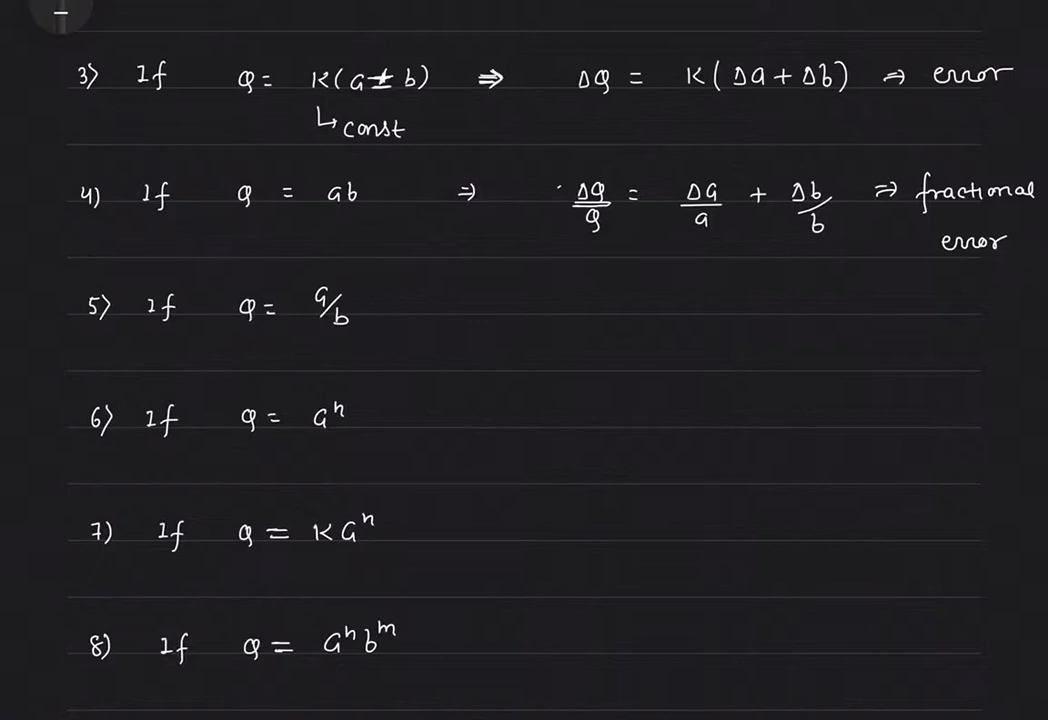 3) If Q = K(a ± b) ⇒ ΔQ = K(Δa + Δb) ⇒ error
↳ const
4) If Q = ab ⇒ ΔQ/Q = Δa/a + Δb/b ⇒ fractional
error
5) If Q = a/b
6) If Q = aⁿ
7) If Q = Kaⁿ
8) If Q = aⁿbᵐ